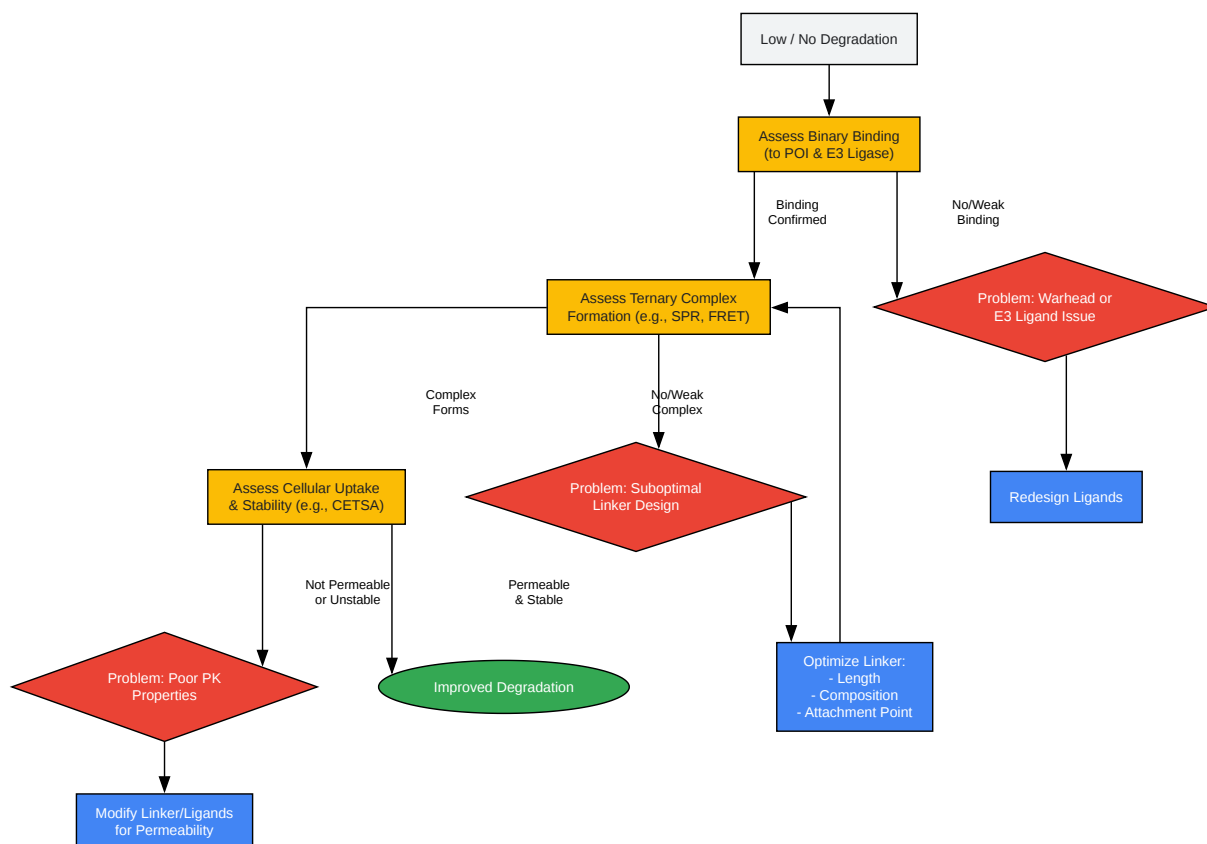 Low / No Degradation
Assess Binary Binding
(to POI & E3 Ligase)
Binding
Confirmed
No/Weak
Binding
Assess Ternary Complex
Formation (e.g., SPR, FRET)
Problem: Warhead or
E3 Ligand Issue
Complex
Forms
No/Weak
Complex
Assess Cellular Uptake
& Stability (e.g., CETSA)
Problem: Suboptimal
Linker Design
Redesign Ligands
Not Permeable
or Unstable
Permeable
& Stable
Problem: Poor PK
Properties
Improved Degradation
Optimize Linker:
- Length
- Composition
- Attachment Point
Modify Linker/Ligands
for Permeability